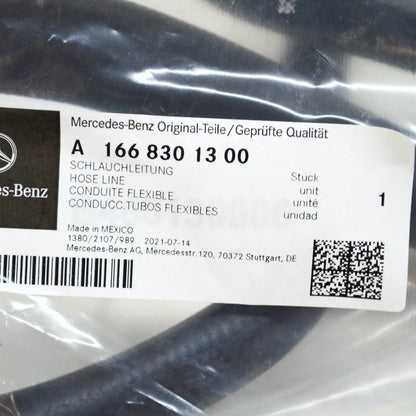 Mercedes-Benz Original-Teile/Geprüfte Qualität
A 166 830 13 00
SCHLAUCHLEITUNG Stuck
HOSE LINE unit
CONDUITE FLEXIBLE unité 1
CONDUCC.TUBOS FLEXIBLES unidad
es-Benz
Made in MEXICO
1380/2107/989 2021-07-14
Mercedes-Benz AG, Mercedesstr.120, 70372 Stuttgart, DE